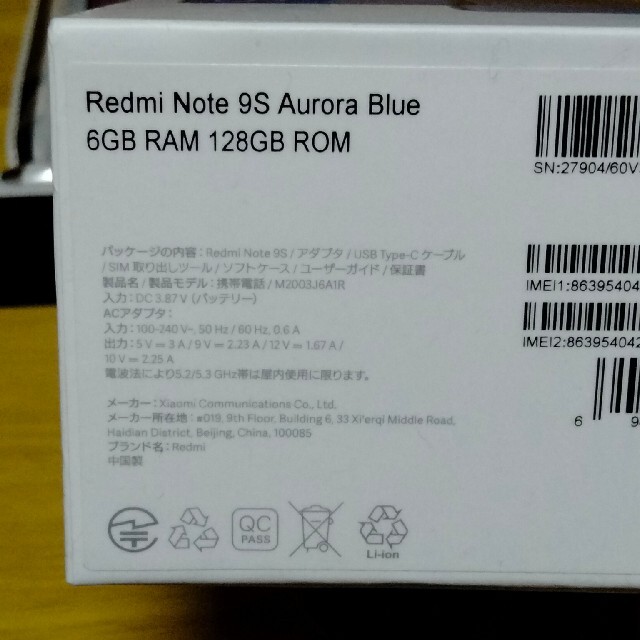 Redmi Note 9S Aurora Blue
6GB RAM 128GB ROM
SN:27904/60V
パッケージの内容: Redmi Note 9S / アダプタ / USB Type-C ケーブル
/ SIM 取り出しツール / ソフトケース / ユーザーガイド / 保証書
製品名 / 製品モデル: 携帯電話 / M2003J6A1R
入力: DC 3.87V (バッテリー)
ACアダプタ:
入力: 100-240 V~, 50 Hz / 60 Hz, 0.6 A
出力: 5 V ⎓ 3 A / 9 V ⎓ 2.23 A / 12 V ⎓ 1.67 A /
10 V ⎓ 2.25 A
電波法により5.2/5.3 GHz帯は屋内使用に限ります。
IMEI1:86395404
IMEI2:863954042
6 9
メーカー: Xiaomi Communications Co., Ltd.
メーカー所在地: #019, 9th Floor, Building 6, 33 Xi'erqi Middle Road,
Haidian District, Beijing, China, 100085
ブランド名: Redmi
中国製
QC
PASS
Li-ion